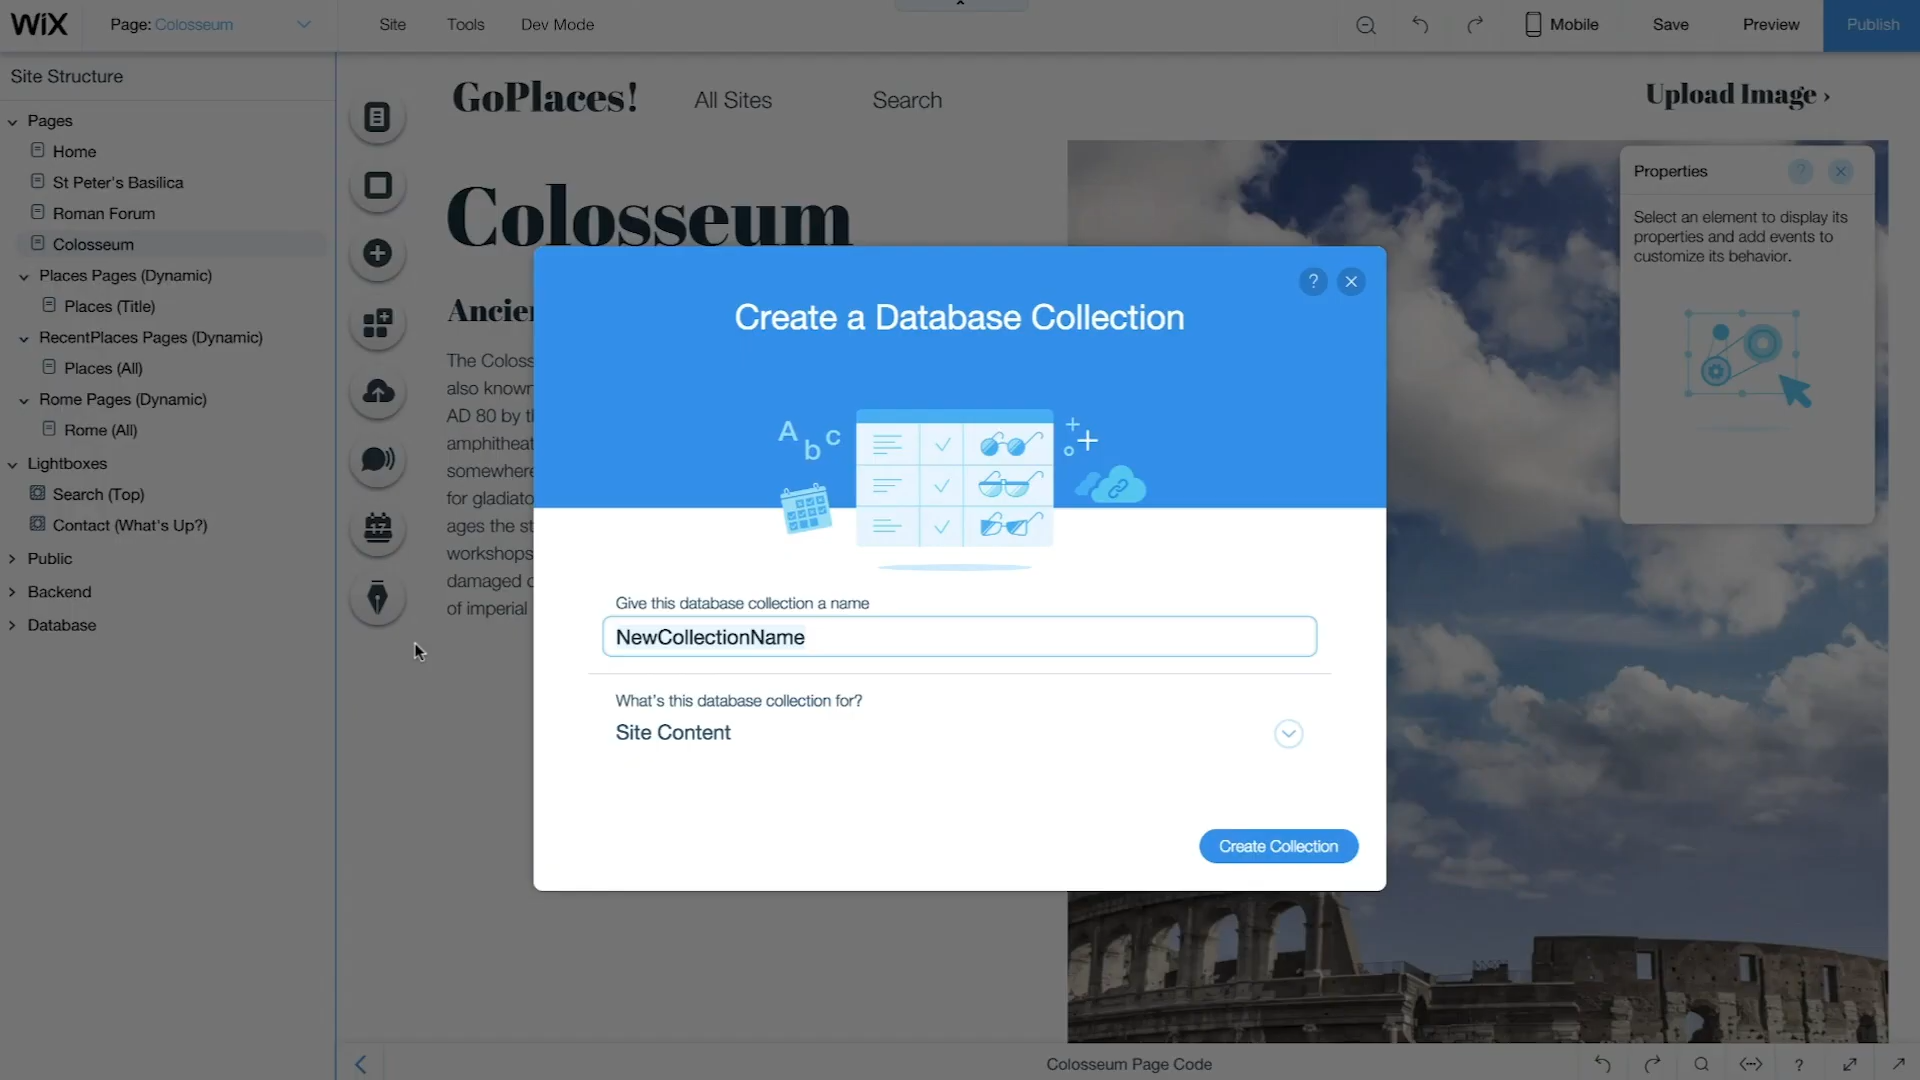 WiX
Page: Colosseum
Site
Tools
Dev Mode
Mobile
Save
Preview
Publish
Site Structure
Pages
Home
St Peter's Basilica
Roman Forum
Colosseum
Places Pages (Dynamic)
Places (Title)
RecentPlaces Pages (Dynamic)
Places (All)
Rome Pages (Dynamic)
Rome (All)
Lightboxes
Search (Top)
Contact (What's Up?)
Public
Backend
Database
GoPlaces!
All Sites
Search
Upload Image ›
Colosseum
Ancien
The Coloss
also known
AD 80 by t
amphitheat
somewhere
for gladiato
ages the st
workshops
damaged
of imperial
17
Properties
?
Select an element to display its
properties and add events to
customize its behavior.
?
Create a Database Collection
A b c
Give this database collection a name
NewCollectionName
What's this database collection for?
Site Content
Create Collection
Colosseum Page Code
?